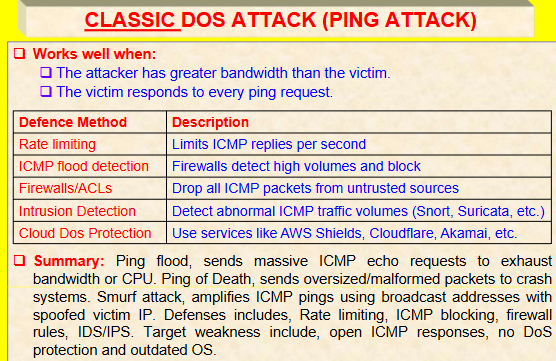 CLASSIC DOS ATTACK (PING ATTACK)
❑ Works well when:
❑ The attacker has greater bandwidth than the victim.
❑ The victim responds to every ping request.
Defence Method Description
Rate limiting Limits ICMP replies per second
ICMP flood detection Firewalls detect high volumes and block
Firewalls/ACLs Drop all ICMP packets from untrusted sources
Intrusion Detection Detect abnormal ICMP traffic volumes (Snort, Suricata, etc.)
Cloud Dos Protection Use services like AWS Shields, Cloudflare, Akamai, etc.
❑ Summary: Ping flood, sends massive ICMP echo requests to exhaust
bandwidth or CPU. Ping of Death, sends oversized/malformed packets to crash
systems. Smurf attack, amplifies ICMP pings using broadcast addresses with
spoofed victim IP. Defenses includes, Rate limiting, ICMP blocking, firewall
rules, IDS/IPS. Target weakness include, open ICMP responses, no DoS
protection and outdated OS.